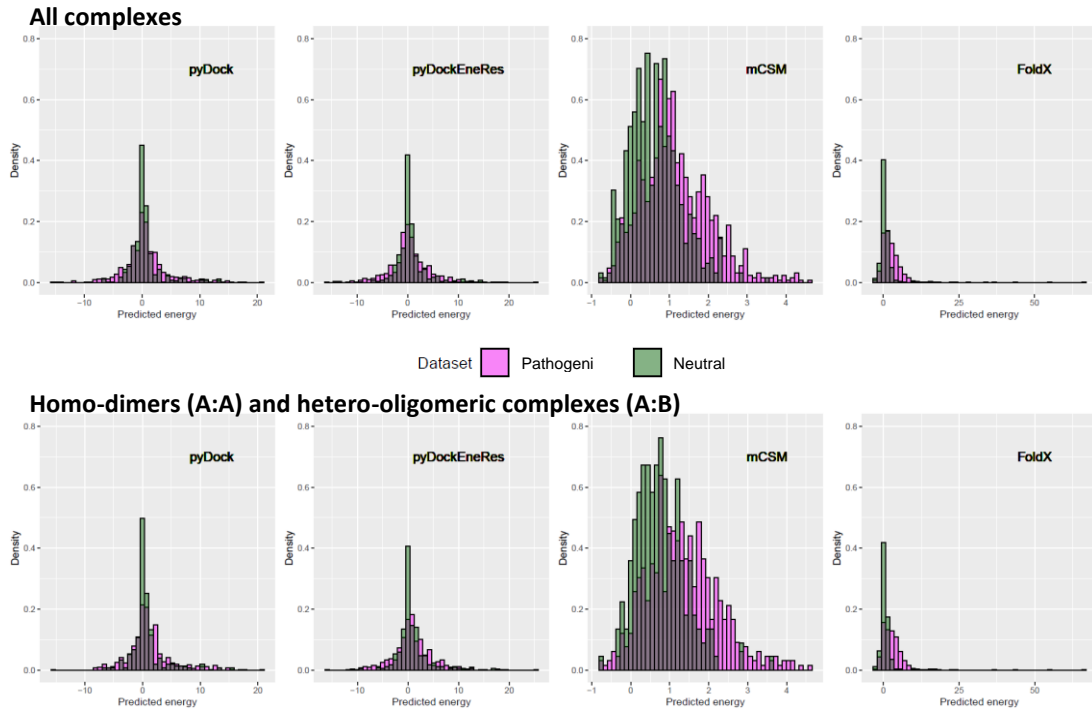 All complexes
pyDock
pyDockEneRes
mCSM
FoldX
Density
0.8
0.6
0.4
0.2
0.0
−10
0
10
20
Predicted energy
Density
0.8
0.6
0.4
0.2
0.0
−10
0
10
20
Predicted energy
Density
0.8
0.6
0.4
0.2
0.0
−1
0
1
2
3
4
Predicted energy
Density
0.8
0.6
0.4
0.2
0.0
0
25
50
Predicted energy
Dataset Pathogeni Neutral
Homo-dimers (A:A) and hetero-oligomeric complexes (A:B)
pyDock
pyDockEneRes
mCSM
FoldX
Density
0.8
0.6
0.4
0.2
0.0
−10
0
10
20
Predicted energy
Density
0.8
0.6
0.4
0.2
0.0
−10
0
10
20
Predicted energy
Density
0.8
0.6
0.4
0.2
0.0
−1
0
1
2
3
4
Predicted energy
Density
0.8
0.6
0.4
0.2
0.0
0
25
50
Predicted energy